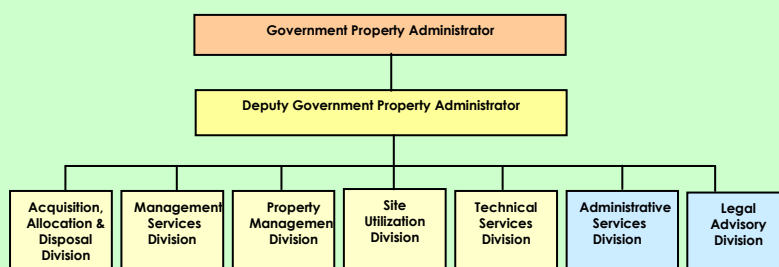 Government Property Administrator
Deputy Government Property Administrator
Acquisition,
Allocation &
Disposal
Division
Management
Services
Division
Property
Managemen
Division
Site
Utilization
Division
Technical
Services
Division
Administrative
Services
Division
Legal
Advisory
Division